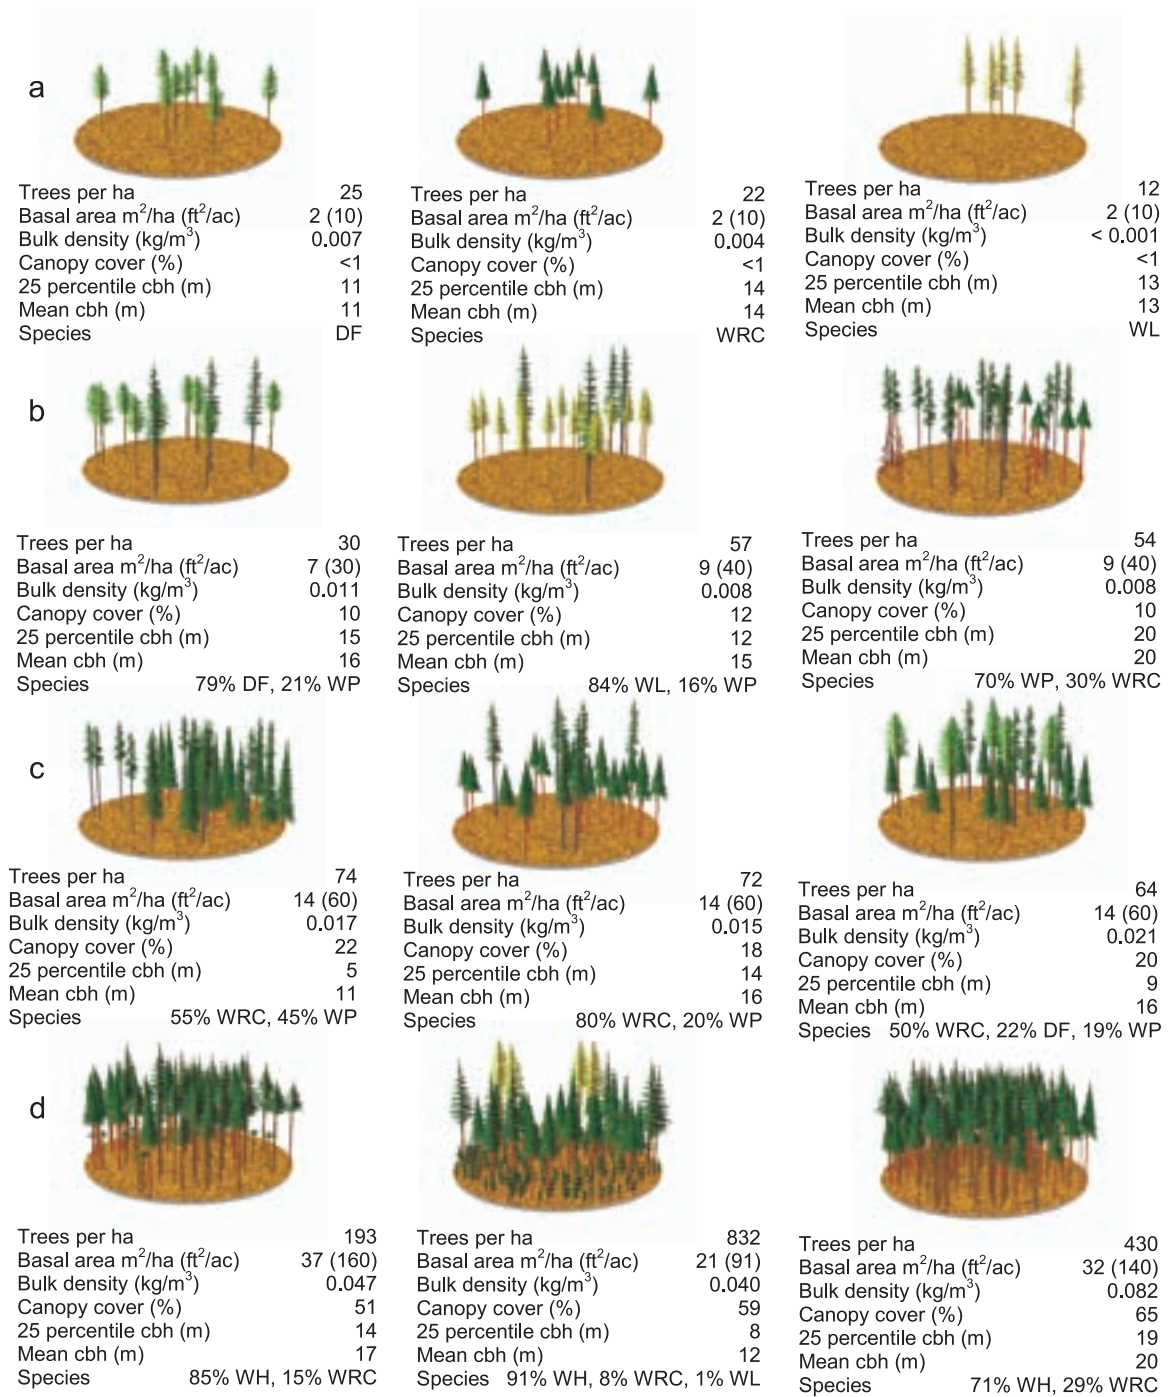 a
Trees per ha 25
Basal area m²/ha (ft²/ac) 2 (10)
Bulk density (kg/m³) 0.007
Canopy cover (%) <1
25 percentile cbh (m) 11
Mean cbh (m) 11
Species DF
Trees per ha 22
Basal area m²/ha (ft²/ac) 2 (10)
Bulk density (kg/m³) 0.004
Canopy cover (%) <1
25 percentile cbh (m) 14
Mean cbh (m) 14
Species WRC
Trees per ha 12
Basal area m²/ha (ft²/ac) 2 (10)
Bulk density (kg/m³) < 0.001
Canopy cover (%) <1
25 percentile cbh (m) 13
Mean cbh (m) 13
Species WL
b
Trees per ha 30
Basal area m²/ha (ft²/ac) 7 (30)
Bulk density (kg/m³) 0.011
Canopy cover (%) 10
25 percentile cbh (m) 15
Mean cbh (m) 16
Species 79% DF, 21% WP
Trees per ha 57
Basal area m²/ha (ft²/ac) 9 (40)
Bulk density (kg/m³) 0.008
Canopy cover (%) 12
25 percentile cbh (m) 12
Mean cbh (m) 15
Species 84% WL, 16% WP
Trees per ha 54
Basal area m²/ha (ft²/ac) 9 (40)
Bulk density (kg/m³) 0.008
Canopy cover (%) 10
25 percentile cbh (m) 20
Mean cbh (m) 20
Species 70% WP, 30% WRC
c
Trees per ha 74
Basal area m²/ha (ft²/ac) 14 (60)
Bulk density (kg/m³) 0.017
Canopy cover (%) 22
25 percentile cbh (m) 5
Mean cbh (m) 11
Species 55% WRC, 45% WP
Trees per ha 72
Basal area m²/ha (ft²/ac) 14 (60)
Bulk density (kg/m³) 0.015
Canopy cover (%) 18
25 percentile cbh (m) 14
Mean cbh (m) 16
Species 80% WRC, 20% WP
Trees per ha 64
Basal area m²/ha (ft²/ac) 14 (60)
Bulk density (kg/m³) 0.021
Canopy cover (%) 20
25 percentile cbh (m) 9
Mean cbh (m) 16
Species 50% WRC, 22% DF, 19% WP
d
Trees per ha 193
Basal area m²/ha (ft²/ac) 37 (160)
Bulk density (kg/m³) 0.047
Canopy cover (%) 51
25 percentile cbh (m) 14
Mean cbh (m) 17
Species 85% WH, 15% WRC
Trees per ha 832
Basal area m²/ha (ft²/ac) 21 (91)
Bulk density (kg/m³) 0.040
Canopy cover (%) 59
25 percentile cbh (m) 8
Mean cbh (m) 12
Species 91% WH, 8% WRC, 1% WL
Trees per ha 430
Basal area m²/ha (ft²/ac) 32 (140)
Bulk density (kg/m³) 0.082
Canopy cover (%) 65
25 percentile cbh (m) 19
Mean cbh (m) 20
Species 71% WH, 29% WRC